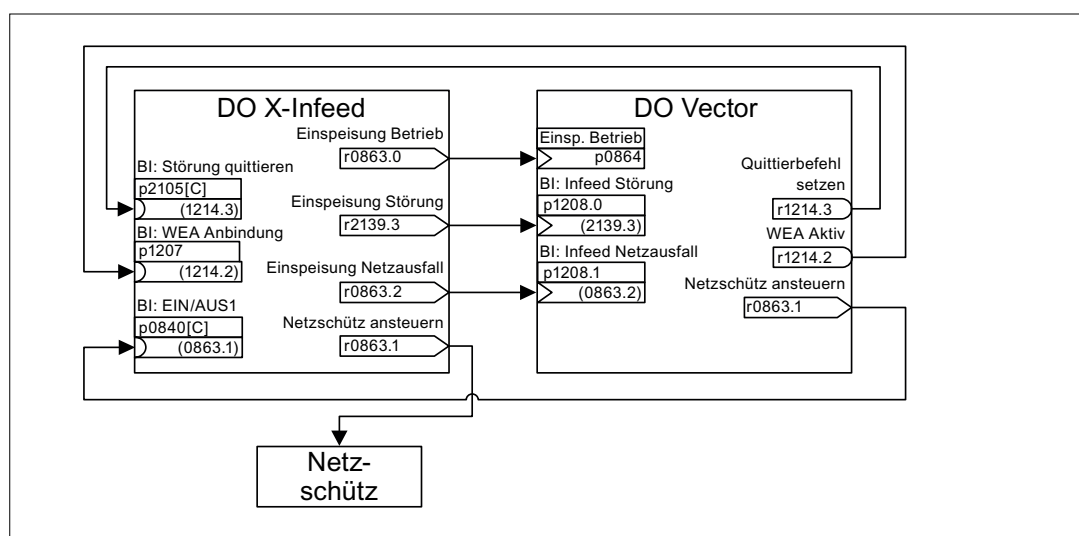 DO X-Infeed
Einspeisung Betrieb
r0863.0
BI: Störung quittieren
p2105[C]
(1214.3)
Einspeisung Störung
r2139.3
BI: WEA Anbindung
p1207
(1214.2)
Einspeisung Netzausfall
r0863.2
BI: EIN/AUS1
p0840[C]
(0863.1)
Netzschütz ansteuern
r0863.1
DO Vector
Einsp. Betrieb
p0864
BI: Infeed Störung
p1208.0
(2139.3)
BI: Infeed Netzausfall
p1208.1
(0863.2)
Quittierbefehl
setzen
r1214.3
WEA Aktiv
r1214.2
Netzschütz ansteuern
r0863.1
Netz-
schütz